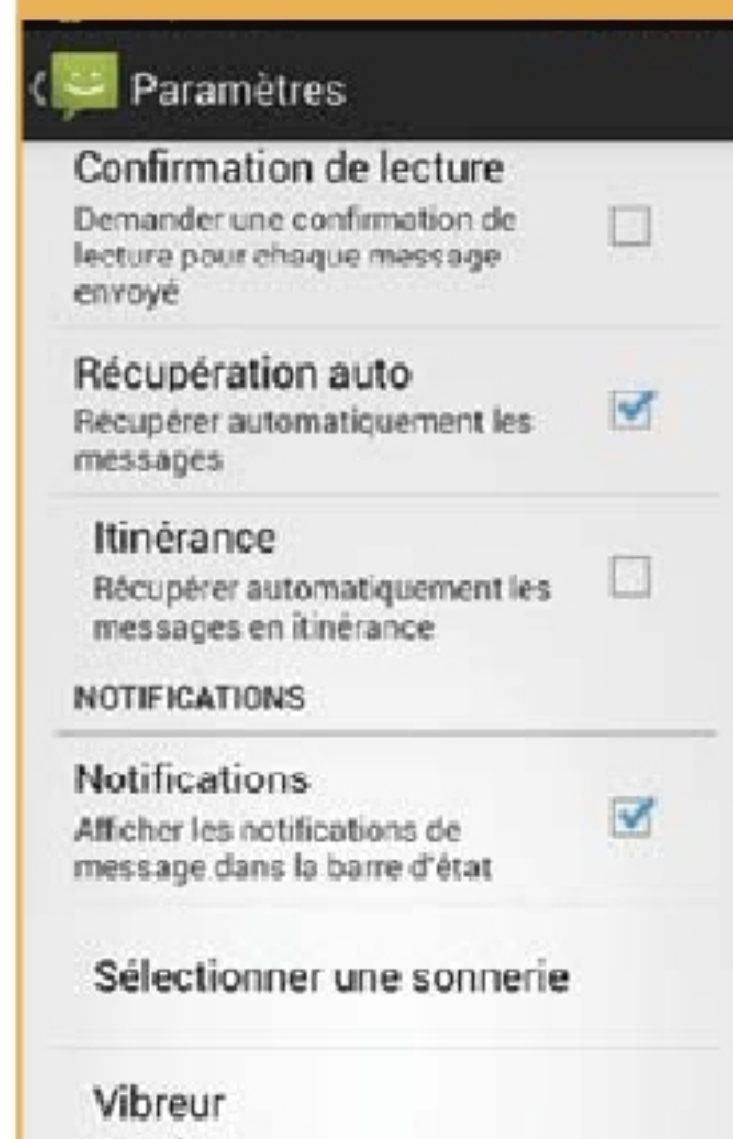 Paramètres
Confirmation de lecture
Demander une confirmation de
lecture pour chaque message
envoyé
Récupération auto
Récupérer automatiquement les
messages
Itinérance
Récupérer automatiquement les
messages en itinérance
NOTIFICATIONS
Notifications
Afficher les notifications de
message dans la barre d'état
Sélectionner une sonnerie
Vibreur